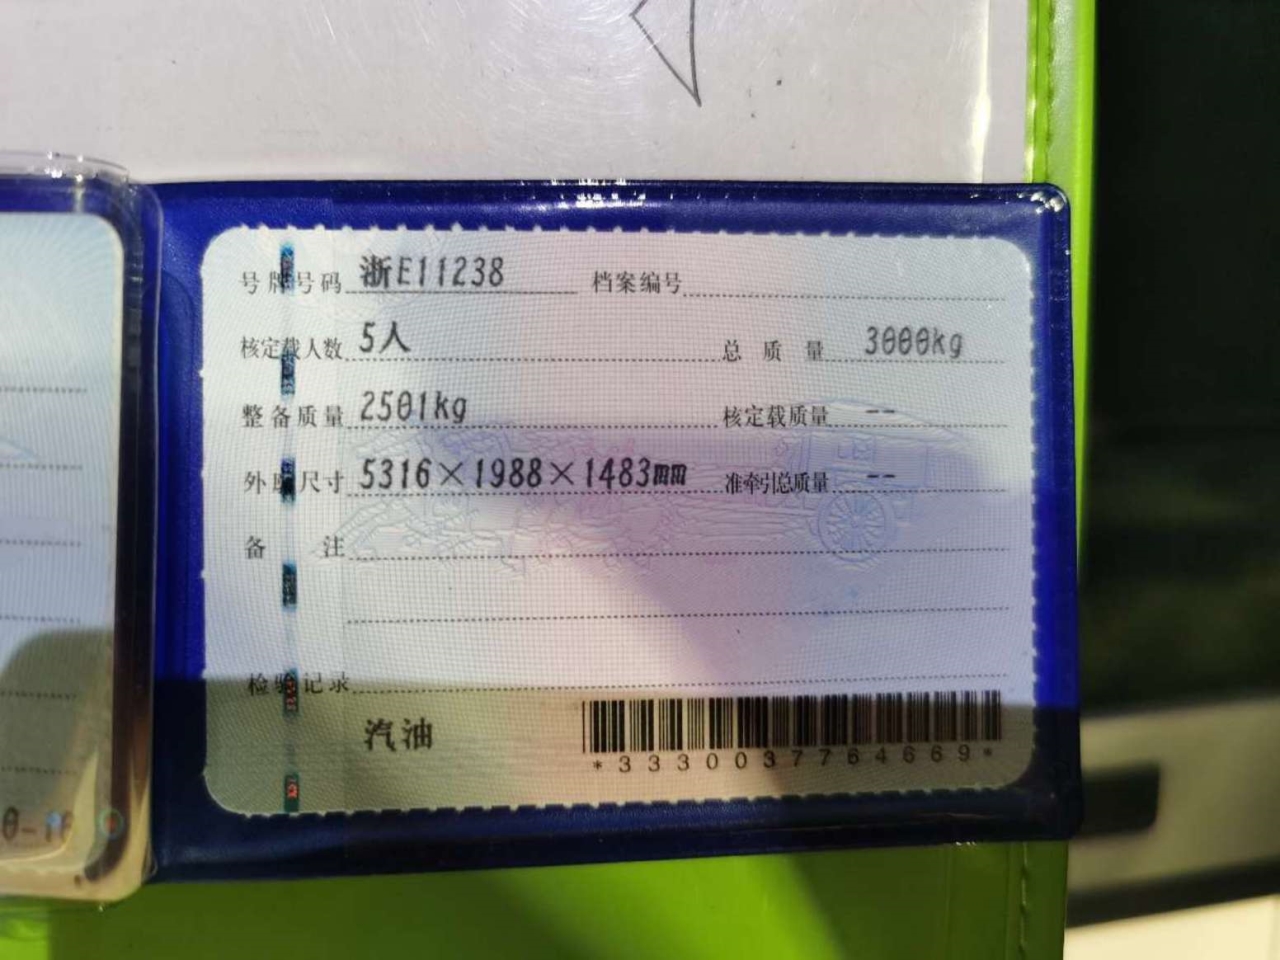 号牌号码 浙E11238 档案编号
核定载人数 5人 总质量 3000kg
整备质量 2501kg 核定载质量 --
外廓尺寸 5316×1988×1483mm 准牵引总质量 --
备注
检验记录
汽油
*3330037764669*